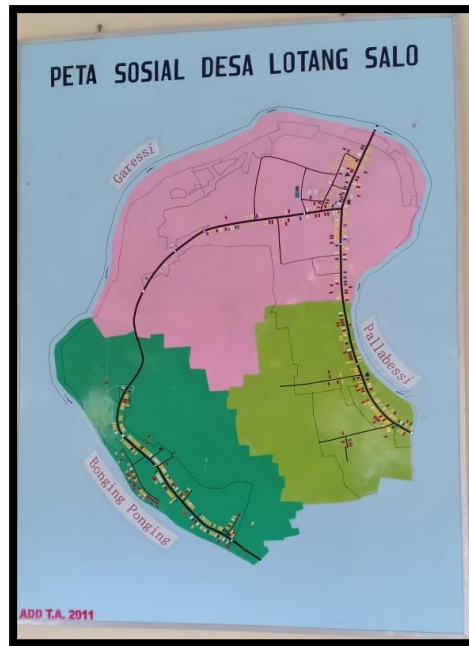 PETA SOSIAL DESA LOTANG SALO
Garessi
Pallabessi
Bonging Ponging
ADD T.A. 2011